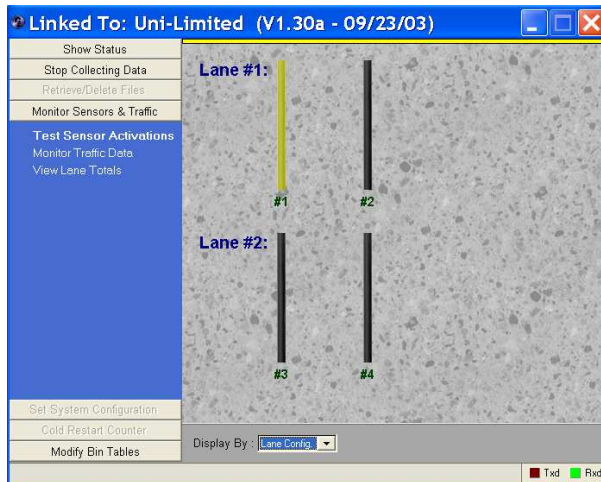 Linked To: Uni-Limited (V1.30a - 09/23/03)
Show Status
Stop Collecting Data
Retrieve/Delete Files
Monitor Sensors & Traffic
Test Sensor Activations
Monitor Traffic Data
View Lane Totals
Set System Configuration
Cold Restart Counter
Modify Bin Tables
Lane #1:
#1
#2
Lane #2:
#3
#4
Display By : Lane Config.
Txd
Rxd